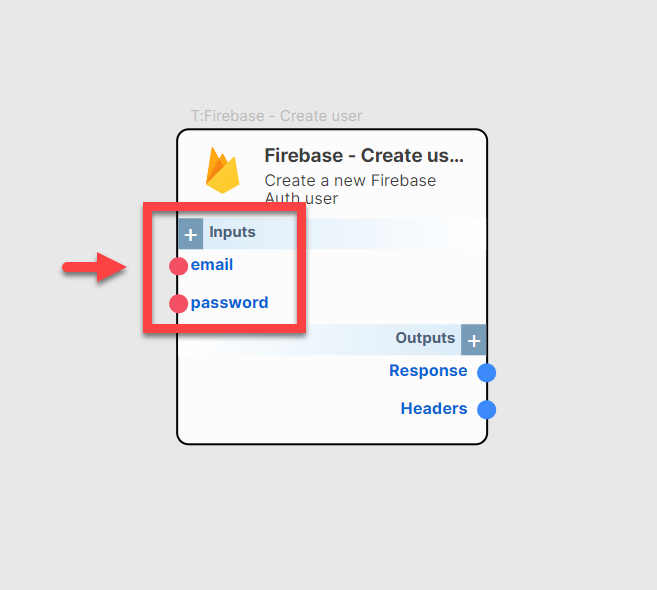 T:Firebase - Create user
Firebase - Create us...
Create a new Firebase
Auth user
+ Inputs
email
password
Outputs +
Response
Headers